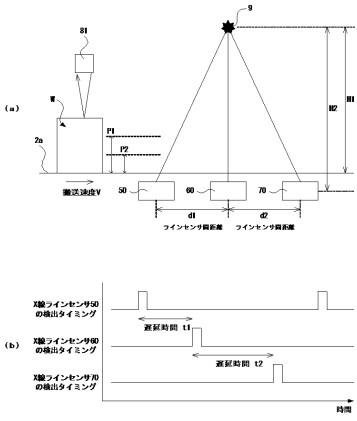 (a)
81
g
W
P1
P2
2a
搬送速度V
50
60
70
H2
H1
d1
d2
ラインセンサ間距離
ラインセンサ間距離
(b)
X線ラインセンサ50
の検出タイミング
遅延時間 t1
X線ラインセンサ60
の検出タイミング
遅延時間 t2
X線ラインセンサ70
の検出タイミング
時間